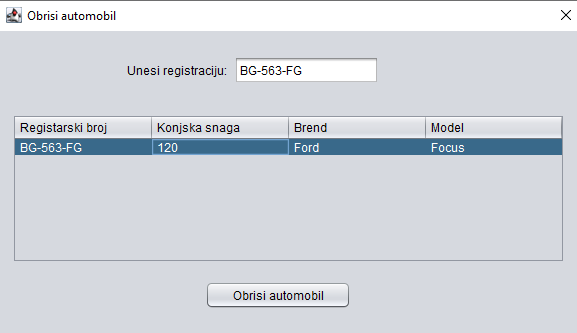 Obrisi automobil
Unesi registraciju: BG-563-FG
Registarski broj Konjska snaga Brend Model
BG-563-FG 120 Ford Focus
Obrisi automobil